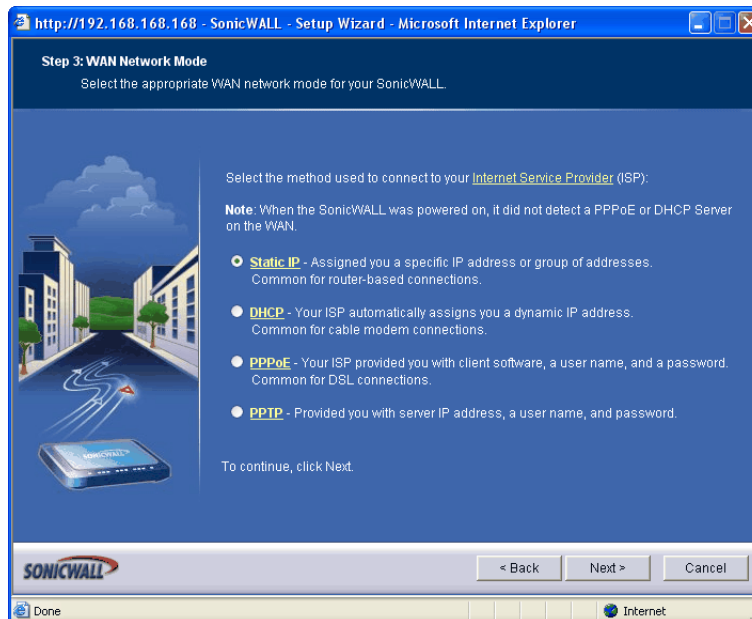 http://192.168.168.168 - SonicWALL - Setup Wizard - Microsoft Internet Explorer
Step 3: WAN Network Mode
Select the appropriate WAN network mode for your SonicWALL.
Select the method used to connect to your Internet Service Provider (ISP):
Note: When the SonicWALL was powered on, it did not detect a PPPoE or DHCP Server
on the WAN.
Static IP - Assigned you a specific IP address or group of addresses.
Common for router-based connections.
DHCP - Your ISP automatically assigns you a dynamic IP address.
Common for cable modem connections.
PPPoE - Your ISP provided you with client software, a user name, and a password.
Common for DSL connections.
PPTP - Provided you with server IP address, a user name, and password.
SONICWALL
To continue, click Next.
SONICWALL
< Back Next > Cancel
Done Internet